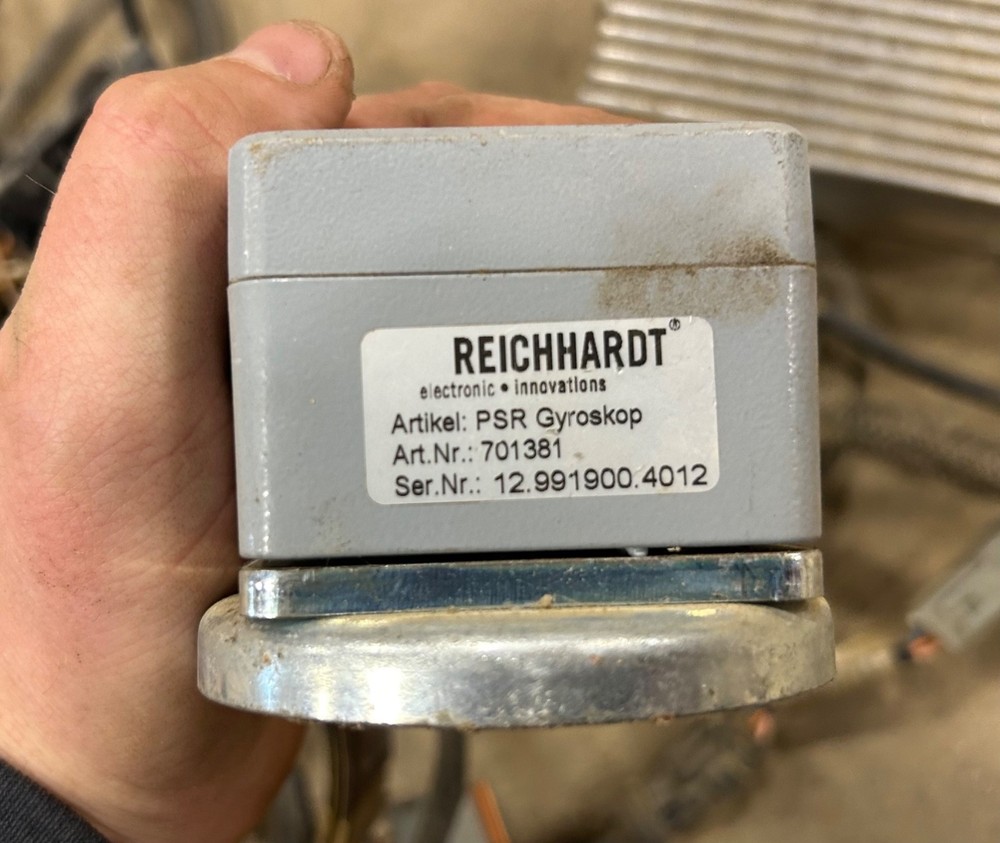 REICHHARDT®
electronic • innovations
Artikel: PSR Gyroskop
Art.Nr.: 701381
Ser.Nr.: 12.991900.4012